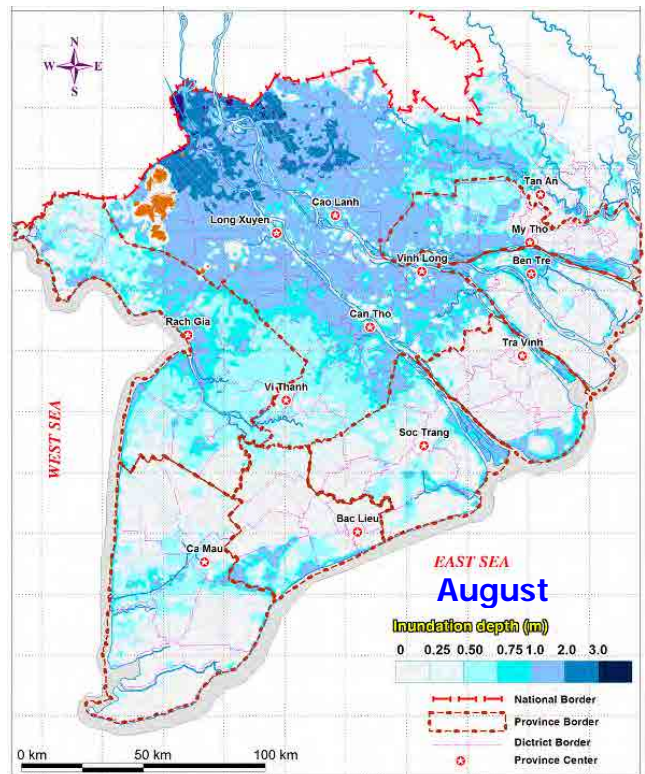 N
W E
S
Tan An
Cao Lanh
Long Xuyen
My Tho
Vinh Long
Ben Tre
Rach Gia
Can Tho
Tra Vinh
Vi Thanh
WEST SEA
Soc Trang
Bac Lieu
Ca Mau
EAST SEA
August
Inundation depth (m)
0 0.25 0.50 0.75 1.0 2.0 3.0
National Border
Province Border
Dictrict Border
Province Center
0 km 50 km 100 km